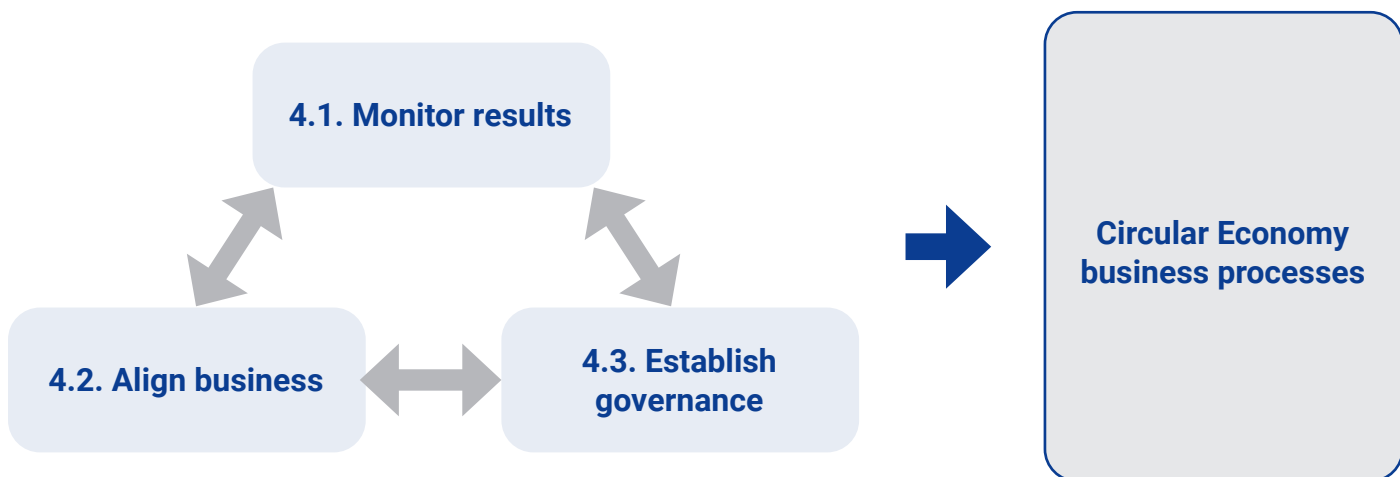 4.1. Monitor results
4.2. Align business
4.3. Establish
governance
Circular Economy
business processes